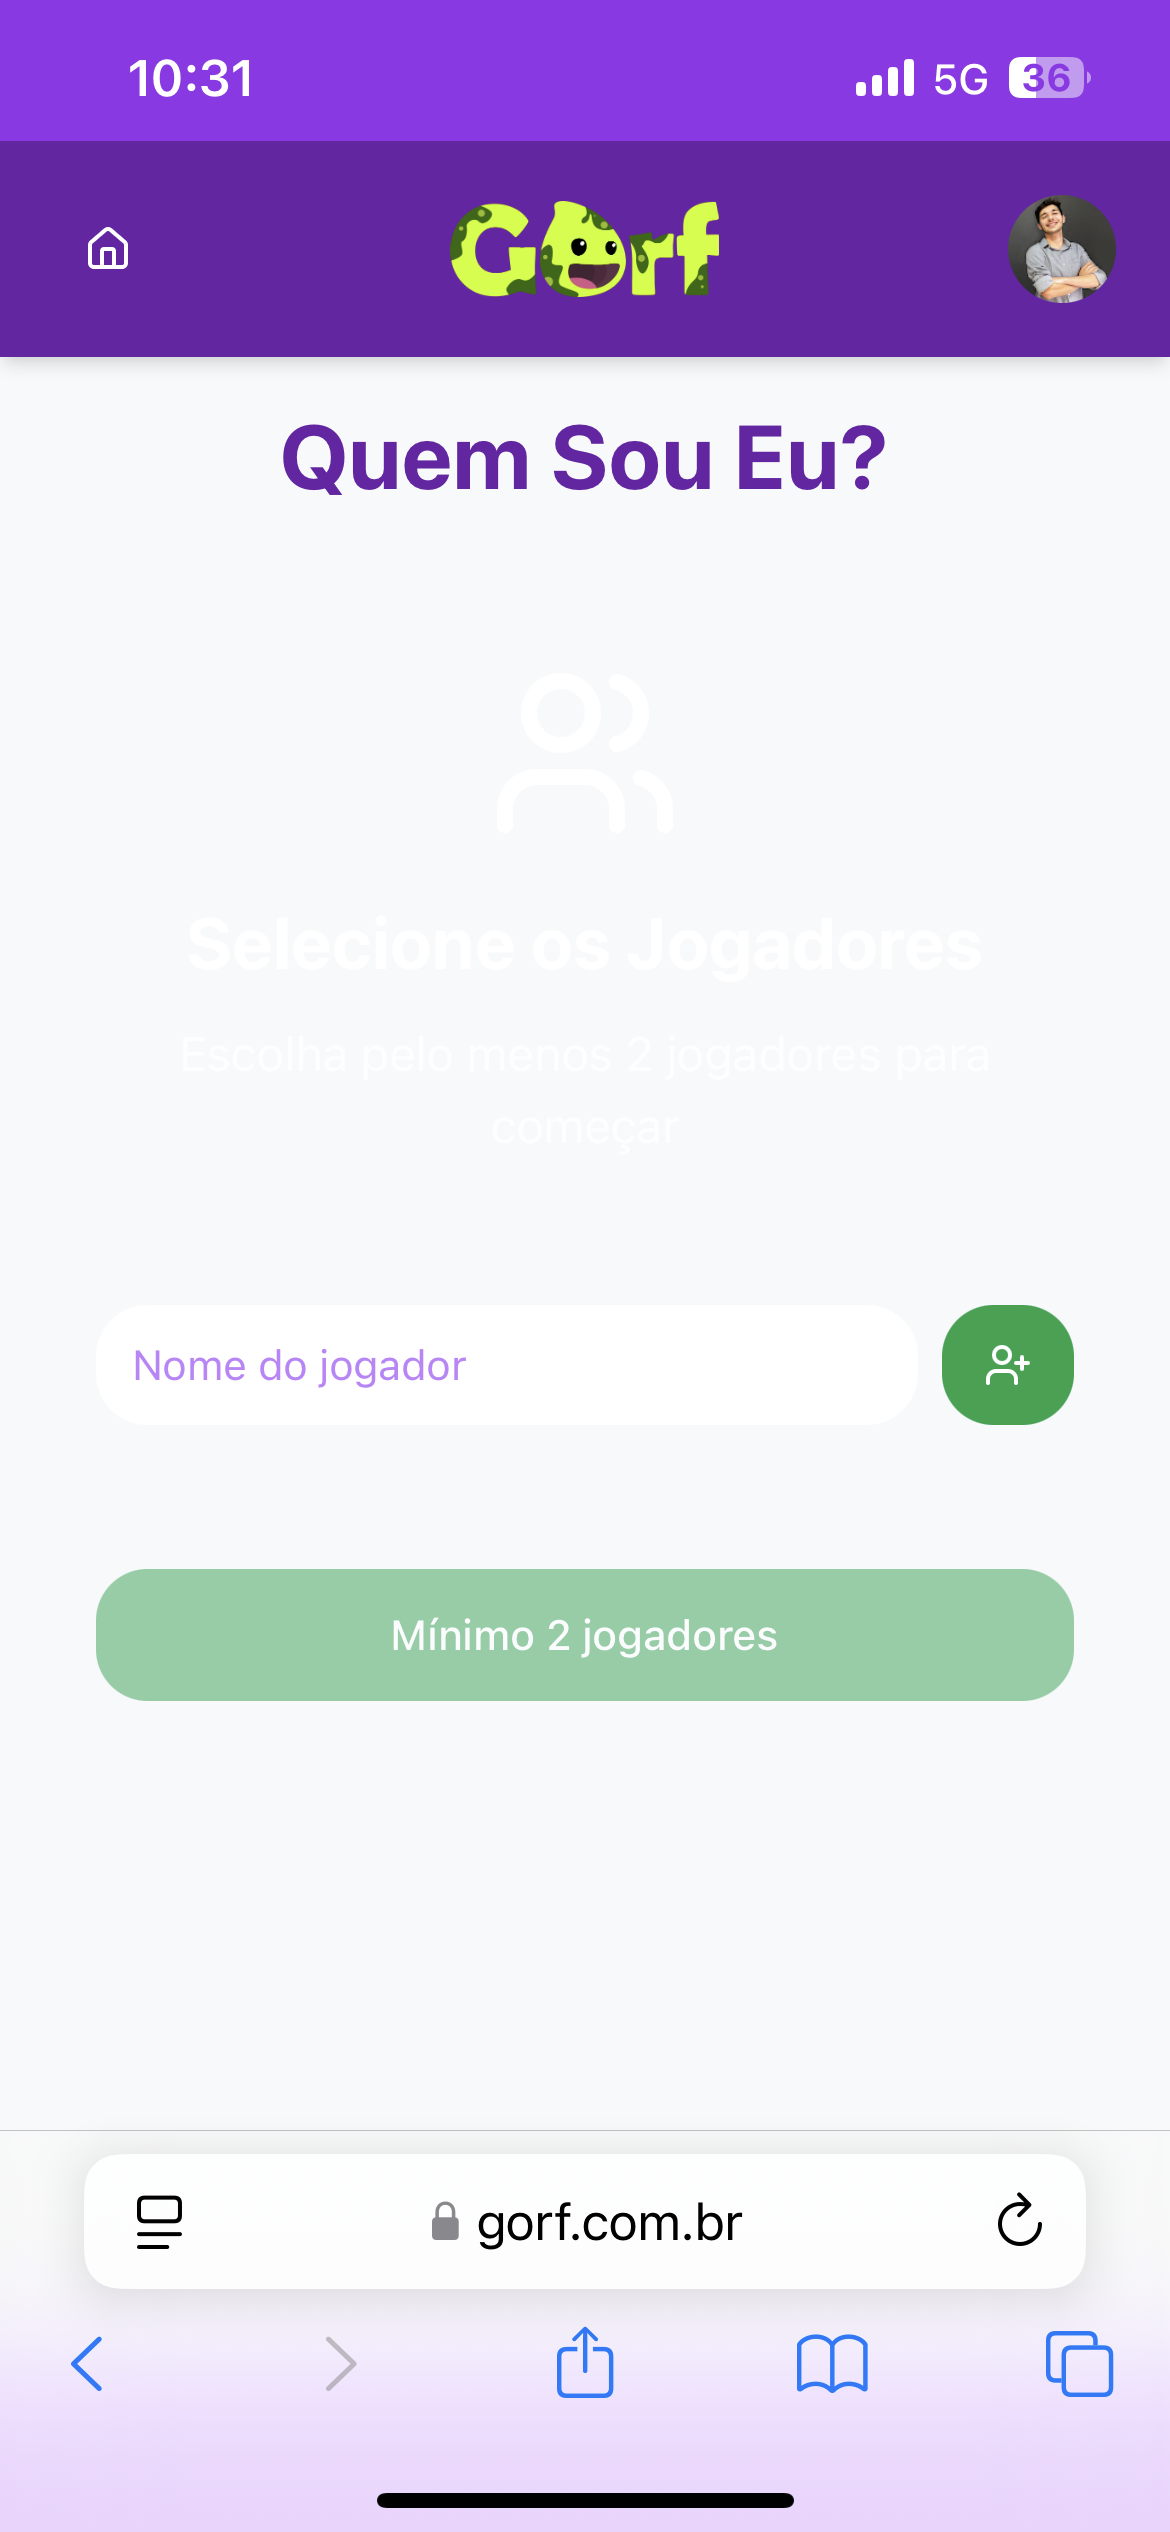 10:31 5G 36
Gorf
Quem Sou Eu?
Selecione os Jogadores
Escolha pelo menos 2 jogadores para
começar
Nome do jogador
Mínimo 2 jogadores
gorf.com.br